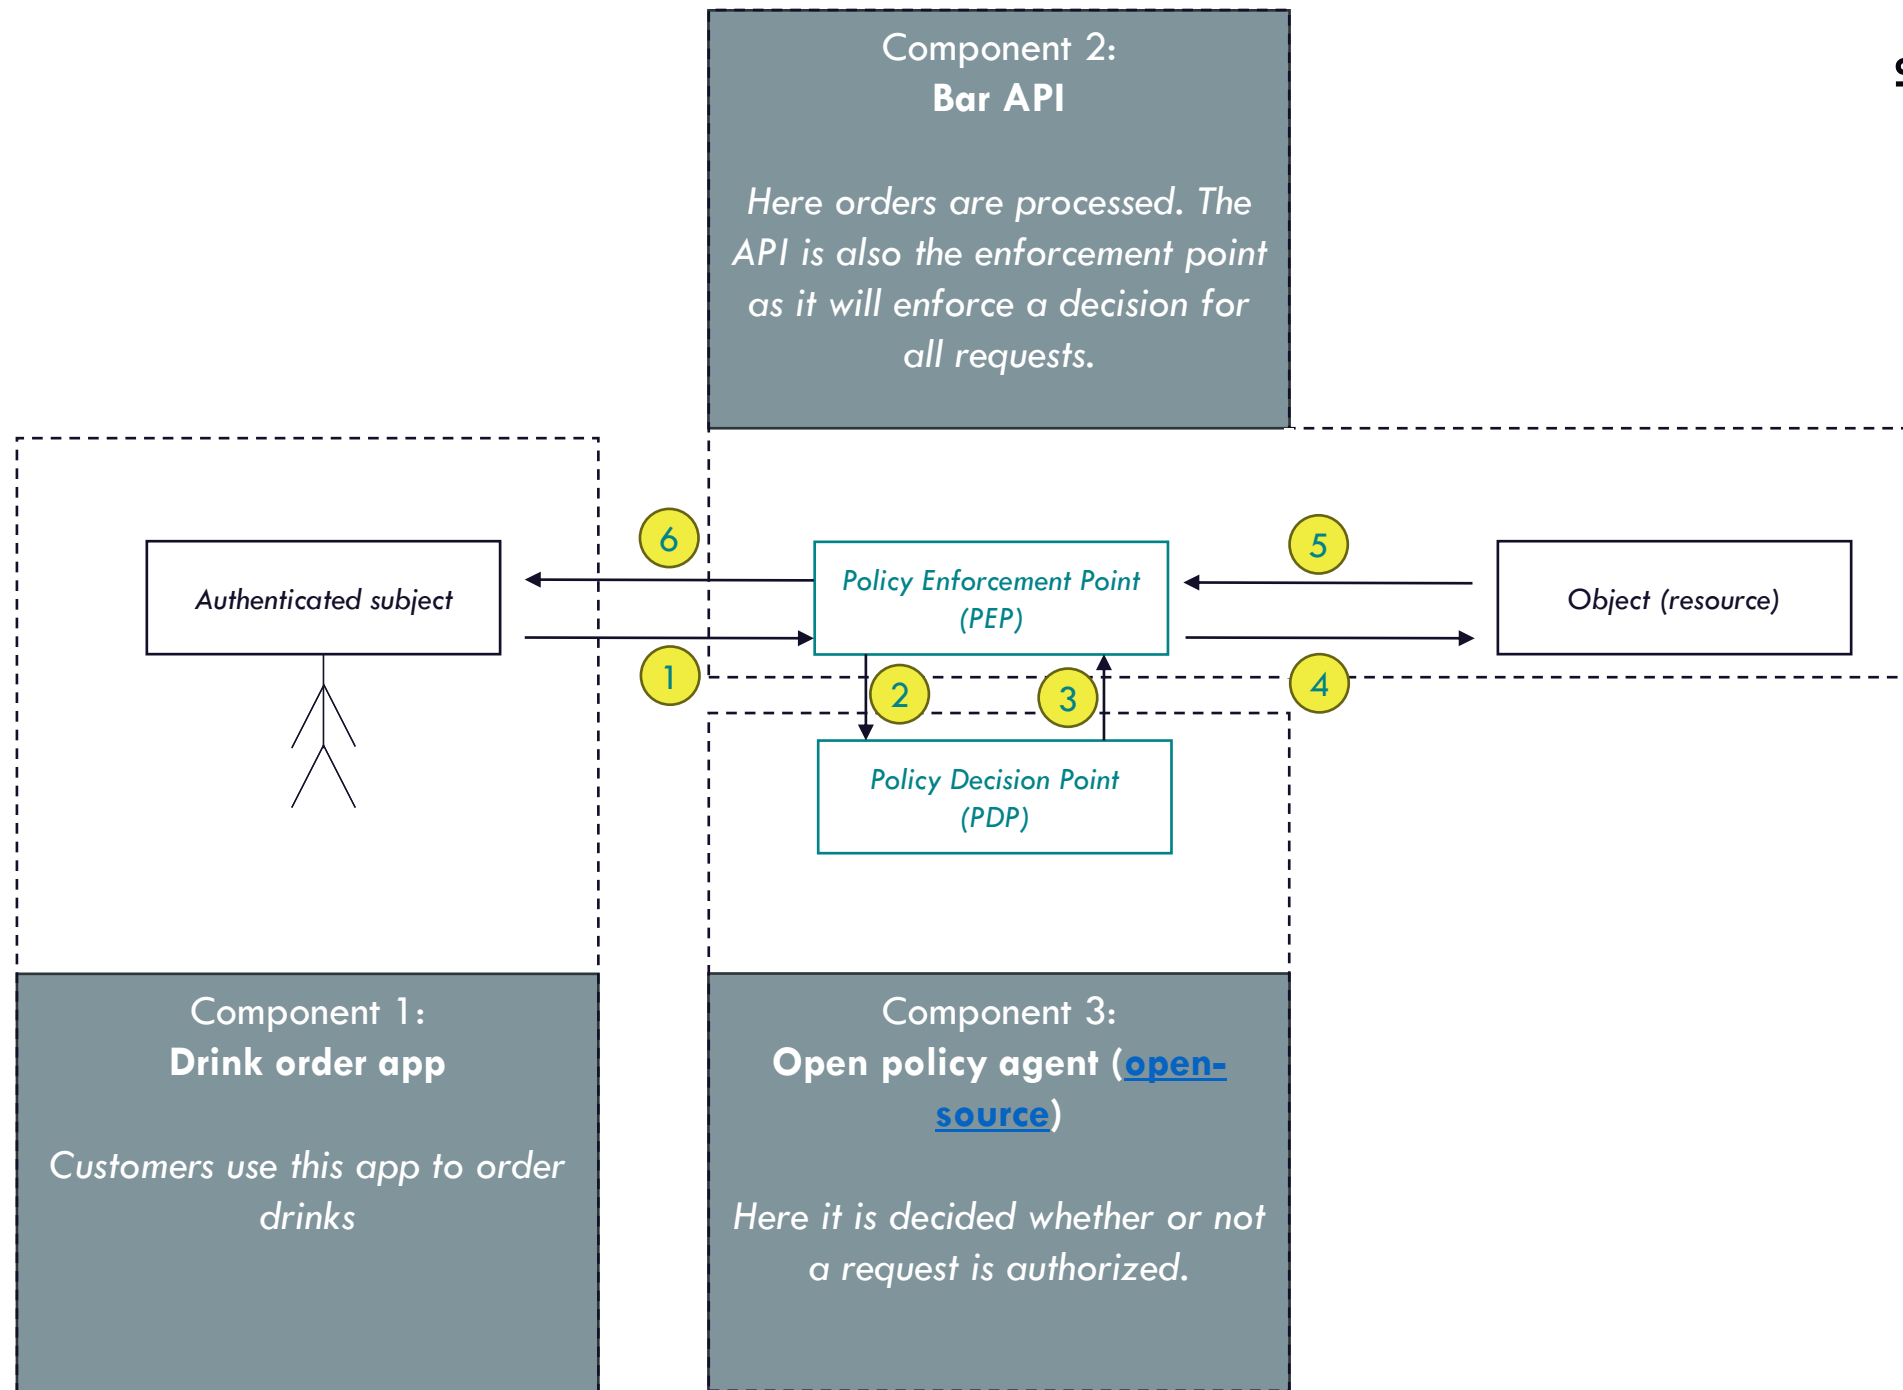 Component 2:
Bar API
Here orders are processed. The
API is also the enforcement point
as it will enforce a decision for
all requests.
6
5
Authenticated subject
Policy Enforcement Point
(PEP)
Object (resource)
1
2
3
4
Policy Decision Point
(PDP)
Component 1:
Drink order app
Customers use this app to order
drinks
Component 3:
Open policy agent (open-
source)
Here it is decided whether or not
a request is authorized.